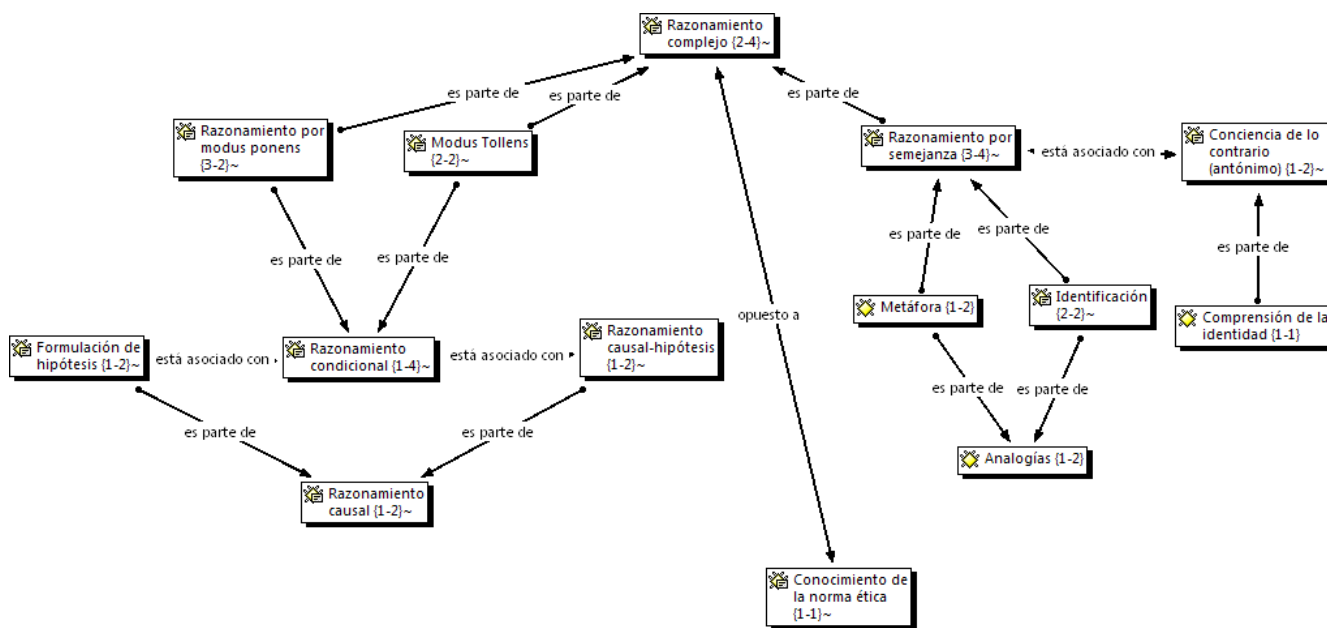 Razonamiento
complejo {2-4}~
es parte de
es parte de
es parte de
Razonamiento por
modus ponens
{3-2}~
Modus Tollens
{2-2}~
Razonamiento por
semejanza {3-4}~
está asociado con
Conciencia de lo
contrario
(antónimo) {1-2}~
es parte de
es parte de
es parte de
es parte de
es parte de
Metáfora {1-2}
Identificación
{2-2}~
opuesto a
Comprensión de la
identidad {1-1}
Formulación de
hipótesis {1-2}~
está asociado con
Razonamiento
condicional {1-4}~
está asociado con
Razonamiento
causal-hipótesis
{1-2}~
es parte de
es parte de
es parte de
es parte de
Analogías {1-2}
Razonamiento
causal {1-2}~
Conocimiento de
la norma ética
{1-1}~